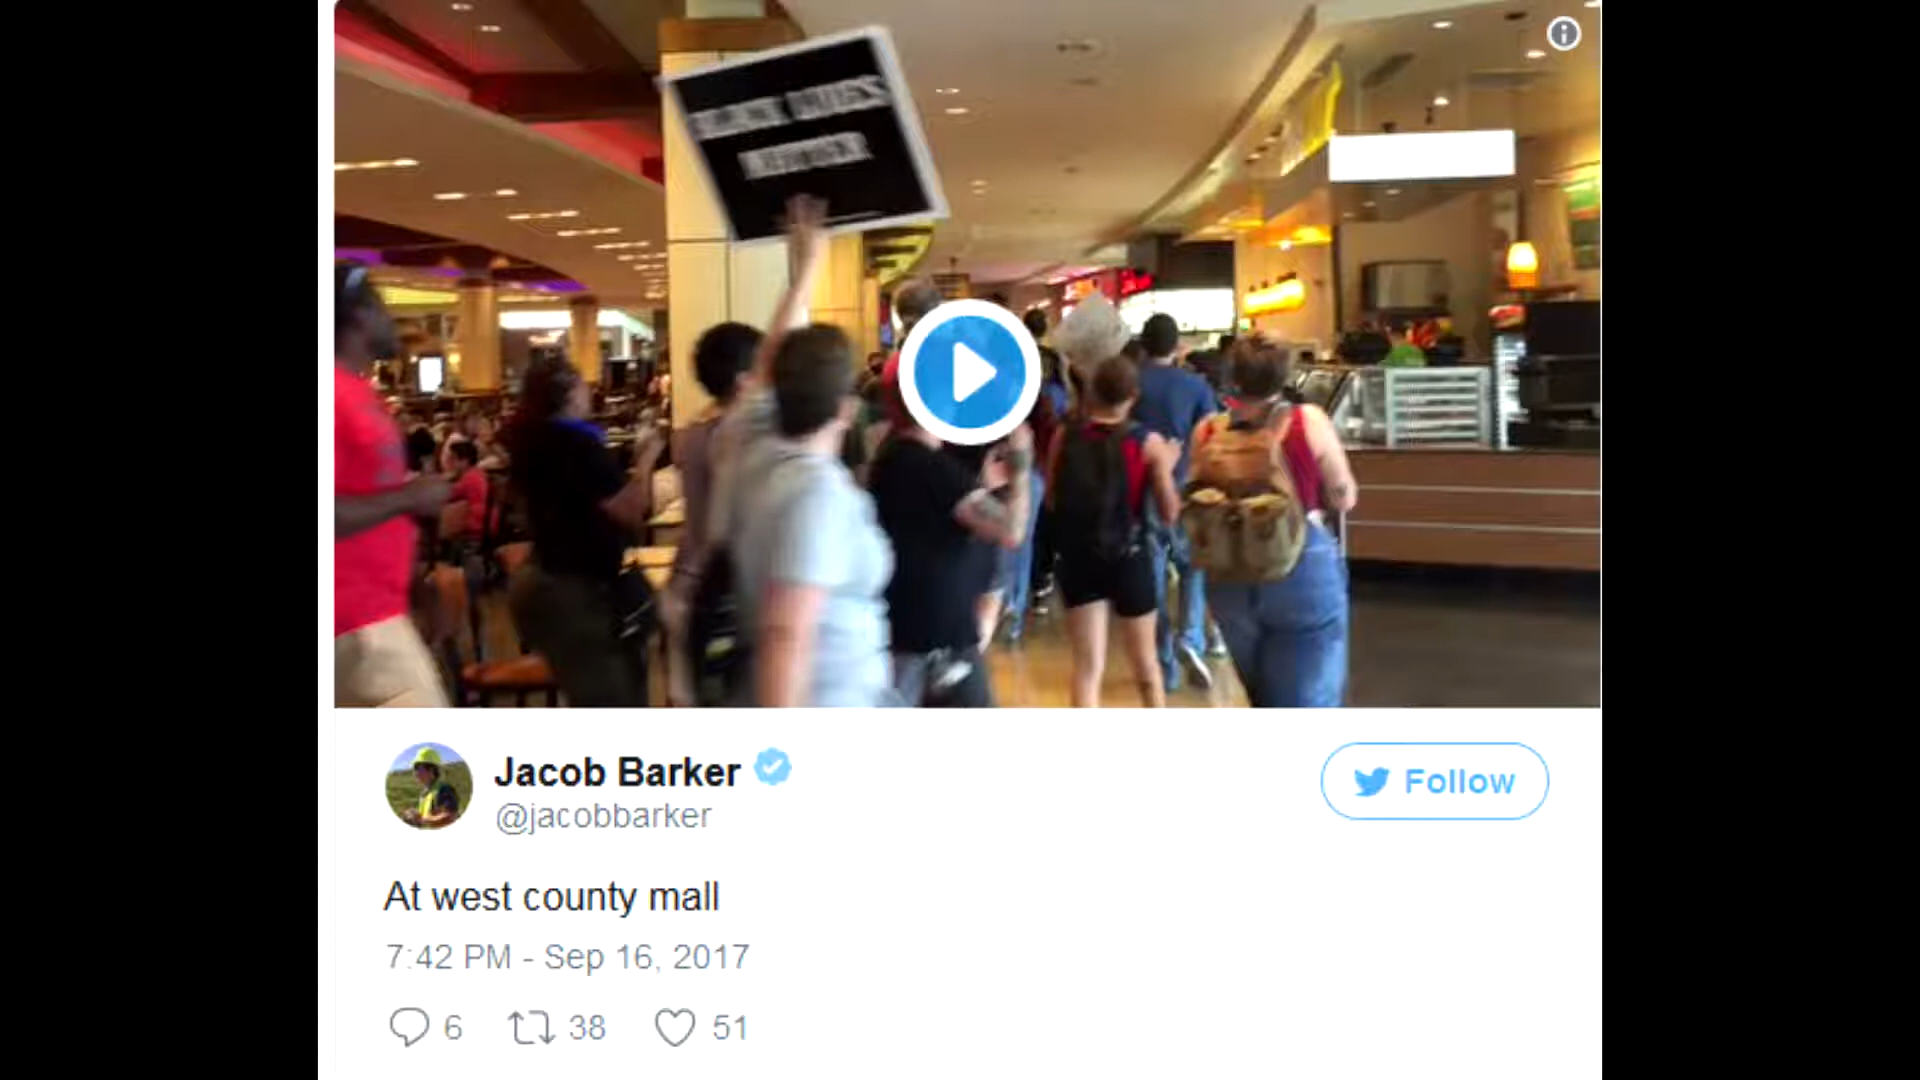 Jacob Barker
@jacobbarker
Follow
At west county mall
7:42 PM - Sep 16, 2017
6 38 51